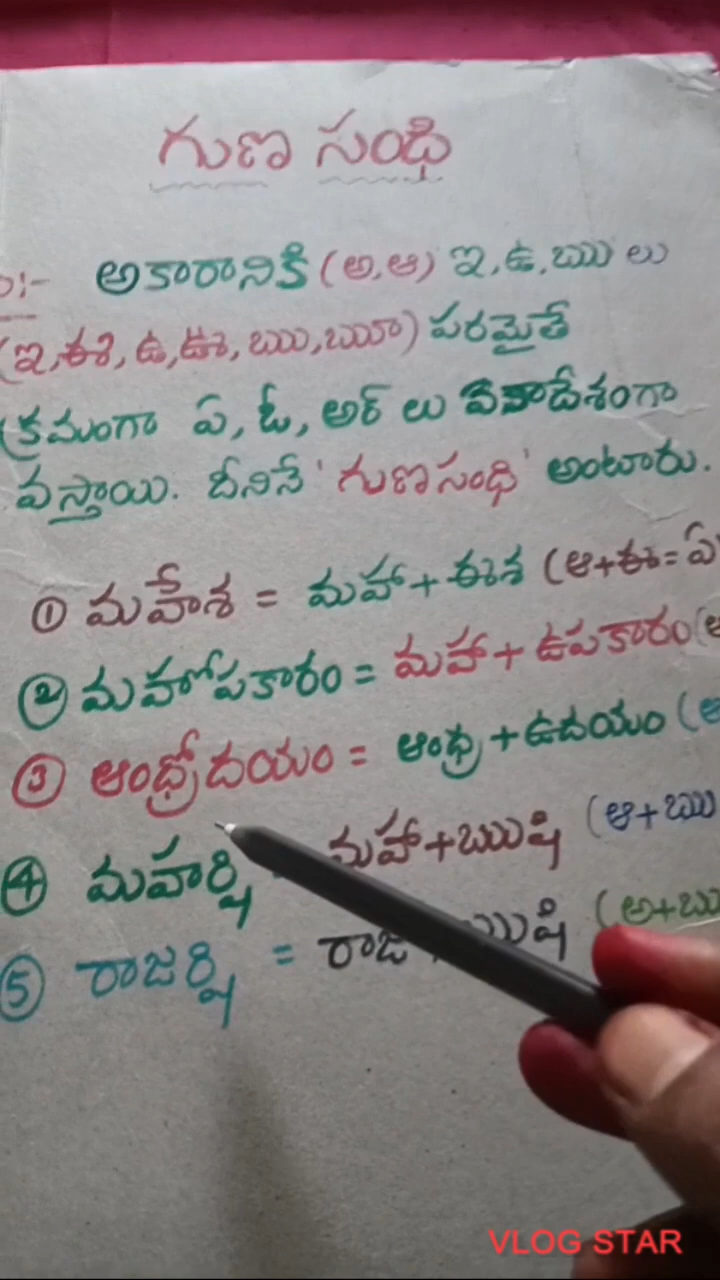 గుణ సంధి
అకారానికి (అ,ఆ) ఇ,ఉ,ఋ లు
(ఇ,ఈ,ఉ,ఊ,ఋ,ౠ) పరమైతే
క్రమంగా ఏ, ఓ, అర్ లు ఏకాదేశంగా
వస్తాయి. దీనినే 'గుణసంధి' అంటారు.
① మహేశ = మహా+ఈశ (ఆ+ఈ=ఏ
② మహోపకారం = మహా+ఉపకారం(
③ ఆంధ్రోదయం = ఆంధ్ర+ఉదయం (
④ మహర్షి మహా+ఋషి (ఆ+ఋ
⑤ రాజర్షి = రాజ ఋషి (అ+ఋ
VLOG STAR